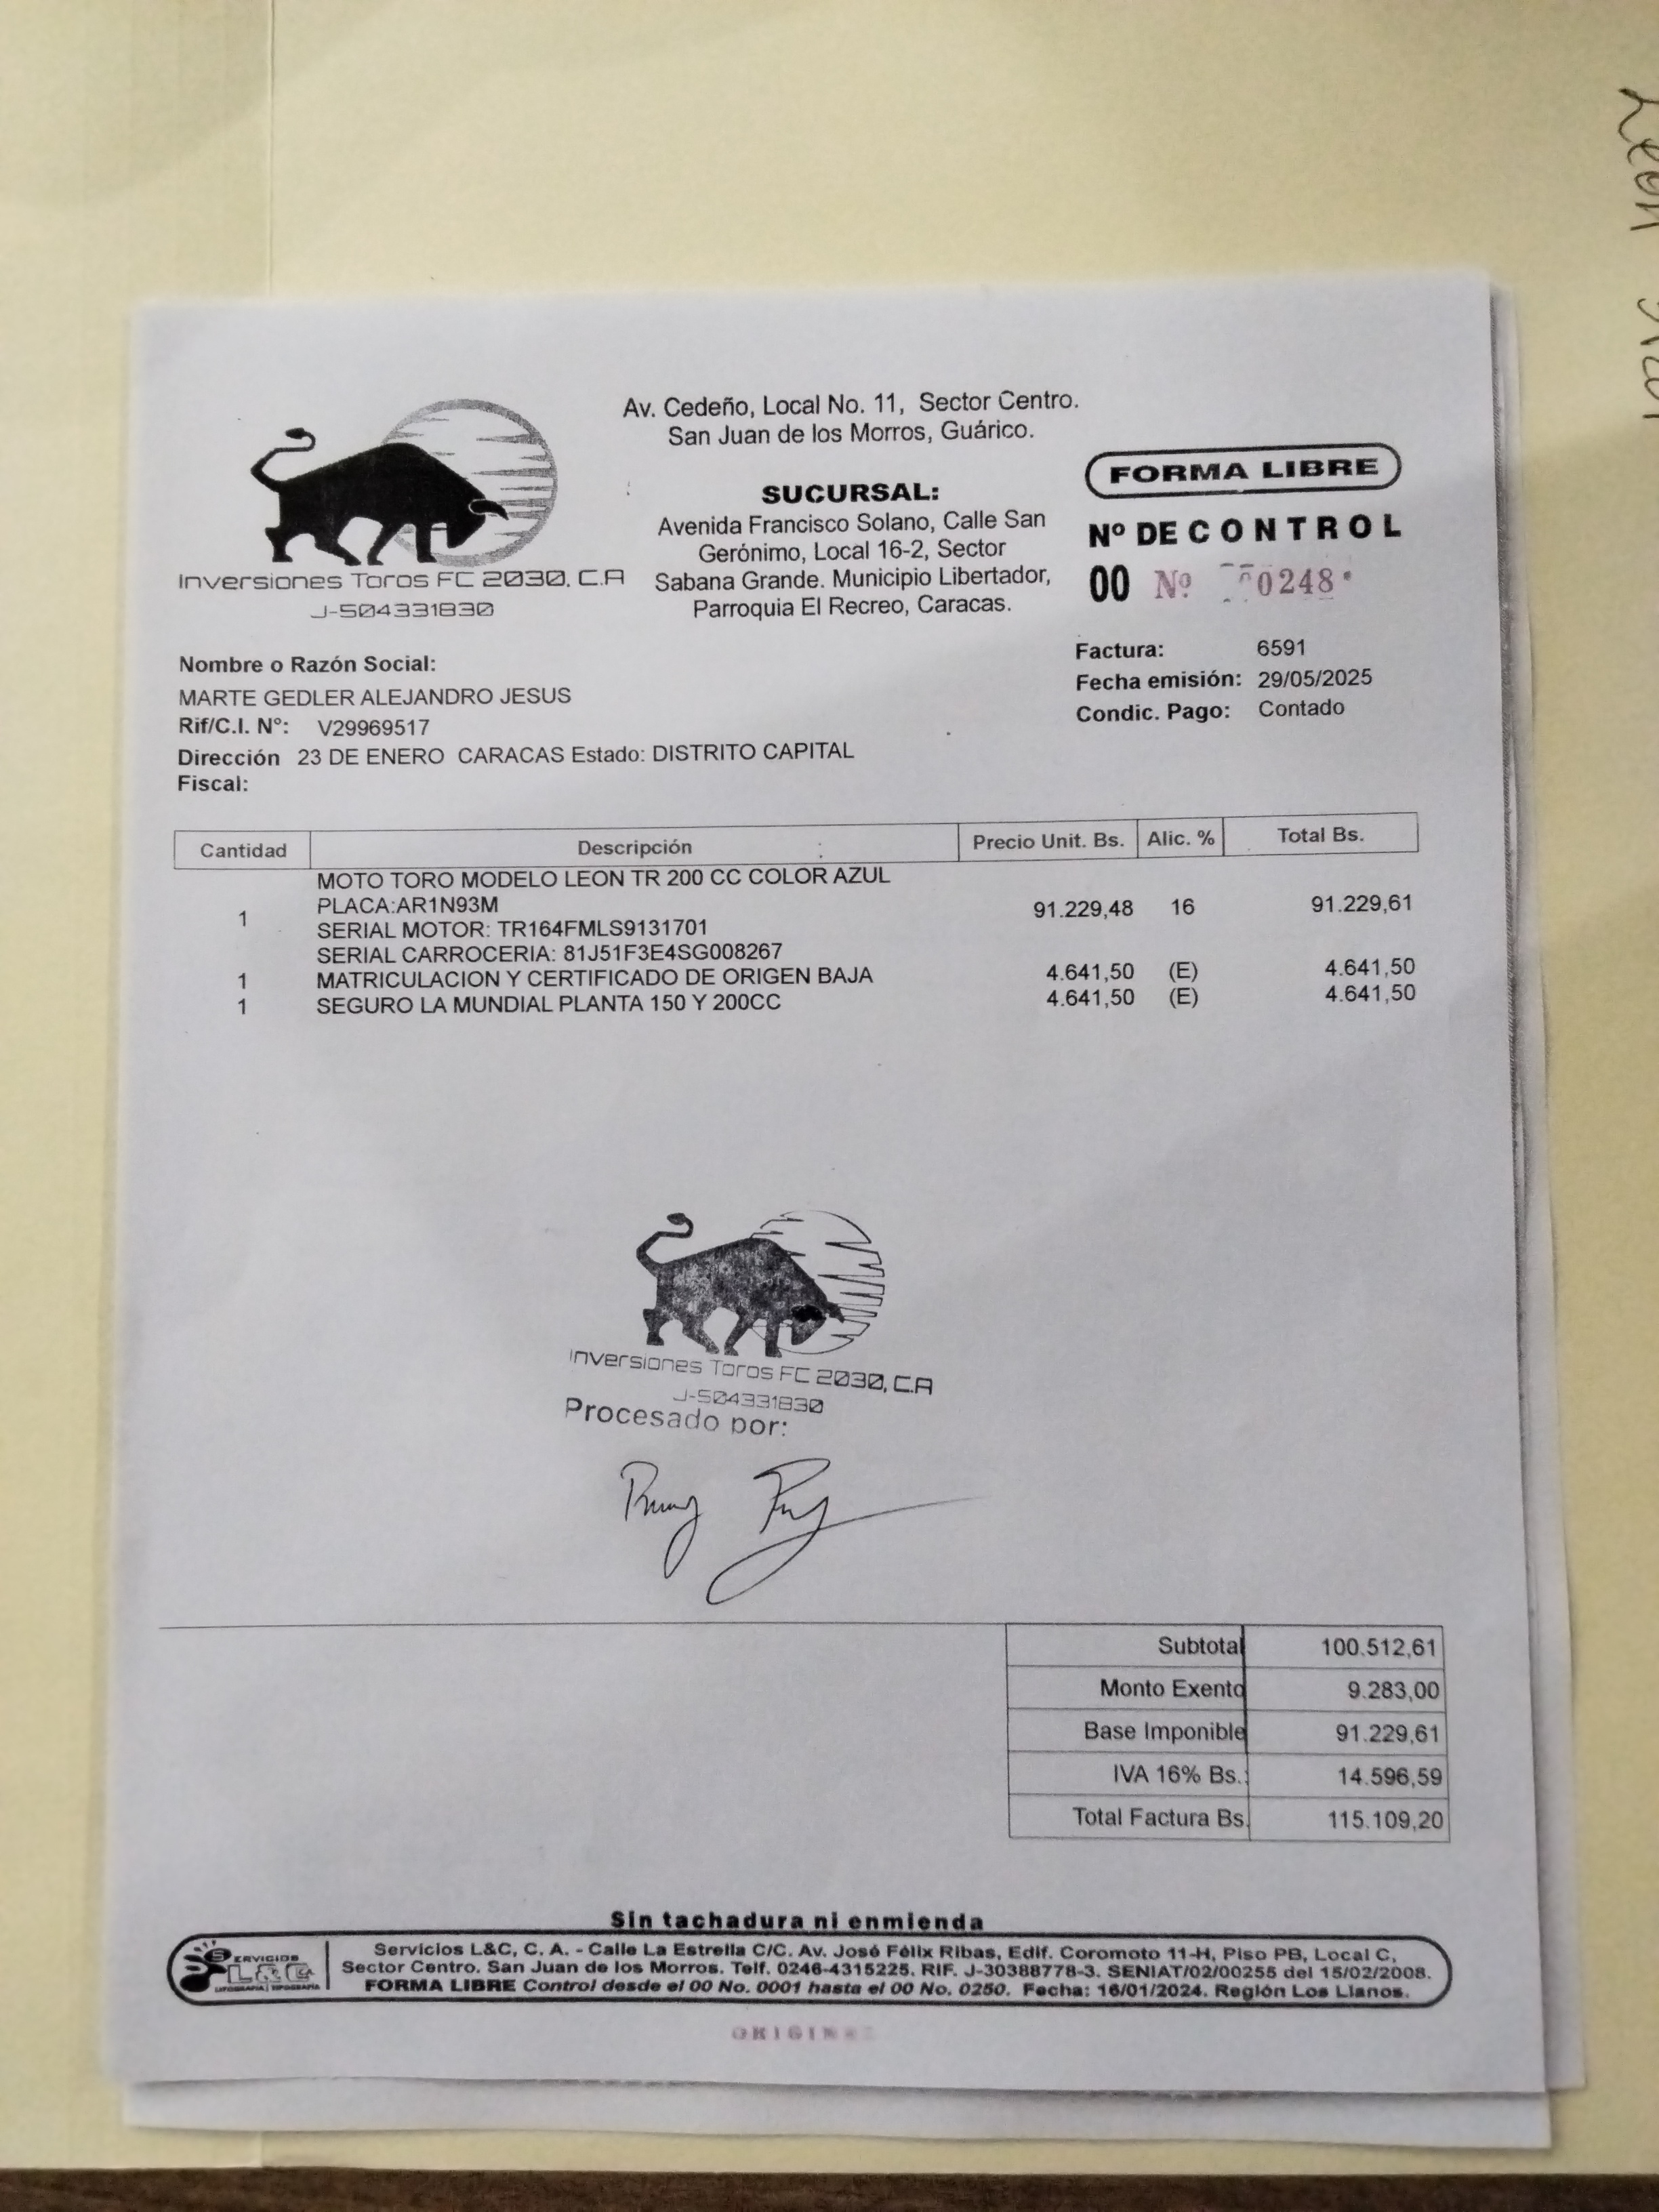 Av. Cedeño, Local No. 11, Sector Centro.
San Juan de los Morros, Guárico.
SUCURSAL:
Avenida Francisco Solano, Calle San
Gerónimo, Local 16-2, Sector
Sabana Grande. Municipio Libertador,
Parroquia El Recreo, Caracas.
Inversiones Toros FC 2030, C.A
J-504331830
FORMA LIBRE
Nº DE CONTROL
00 Nº 0248
Factura: 6591
Fecha emisión: 29/05/2025
Condic. Pago: Contado
Nombre o Razón Social:
MARTE GEDLER ALEJANDRO JESUS
Rif/C.I. Nº: V29969517
Dirección 23 DE ENERO CARACAS Estado: DISTRITO CAPITAL
Fiscal:
Cantidad Descripción Precio Unit. Bs. Alic. % Total Bs.
MOTO TORO MODELO LEON TR 200 CC COLOR AZUL
PLACA:AR1N93M
1 91.229,48 16 91.229,61
SERIAL MOTOR: TR164FMLS9131701
SERIAL CARROCERIA: 81J51F3E4SG008267
1 MATRICULACION Y CERTIFICADO DE ORIGEN BAJA 4.641,50 (E) 4.641,50
1 SEGURO LA MUNDIAL PLANTA 150 Y 200CC 4.641,50 (E) 4.641,50
Inversiones Toros FC 2030, C.A
J-504331830
Procesado por:
Subtotal 100.512,61
Monto Exento 9.283,00
Base Imponible 91.229,61
IVA 16% Bs.: 14.596,59
Total Factura Bs. 115.109,20
Sin tachadura ni enmienda
SERVICIOS
L&C
LITOGRAFIA | TIPOGRAFIA
Servicios L&C, C. A. - Calle La Estrella C/C. Av. José Félix Ribas, Edif. Coromoto 11-H, Piso PB, Local C,
Sector Centro. San Juan de los Morros. Telf. 0246-4315225. RIF. J-30388778-3. SENIAT/02/00255 del 15/02/2008.
FORMA LIBRE Control desde el 00 No. 0001 hasta el 00 No. 0250. Fecha: 16/01/2024. Región Los Llanos.
ORIGINAL
Leon